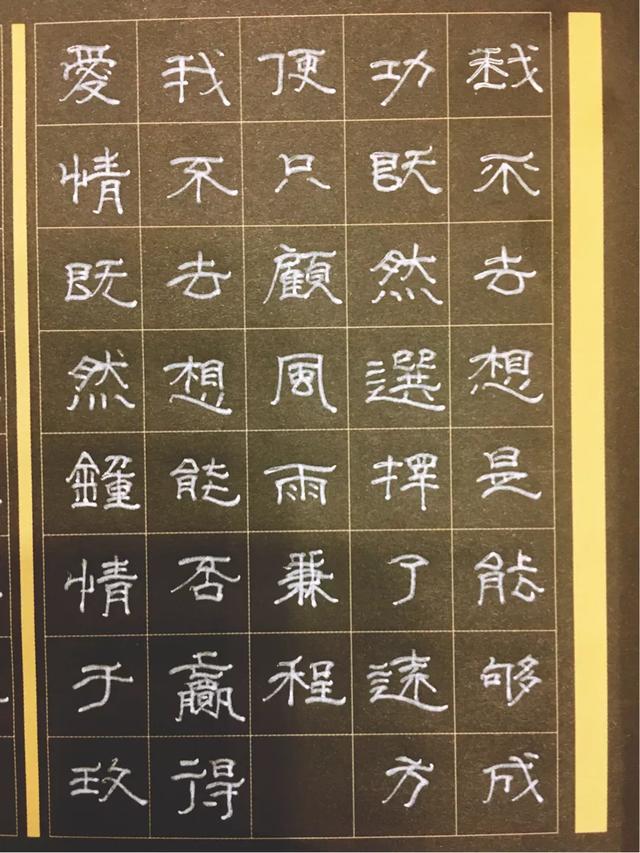 我不去想是能够成
功既然選擇了遠方
便只顧風雨兼程
我不去想能否贏得
愛情既然鍾情于玫